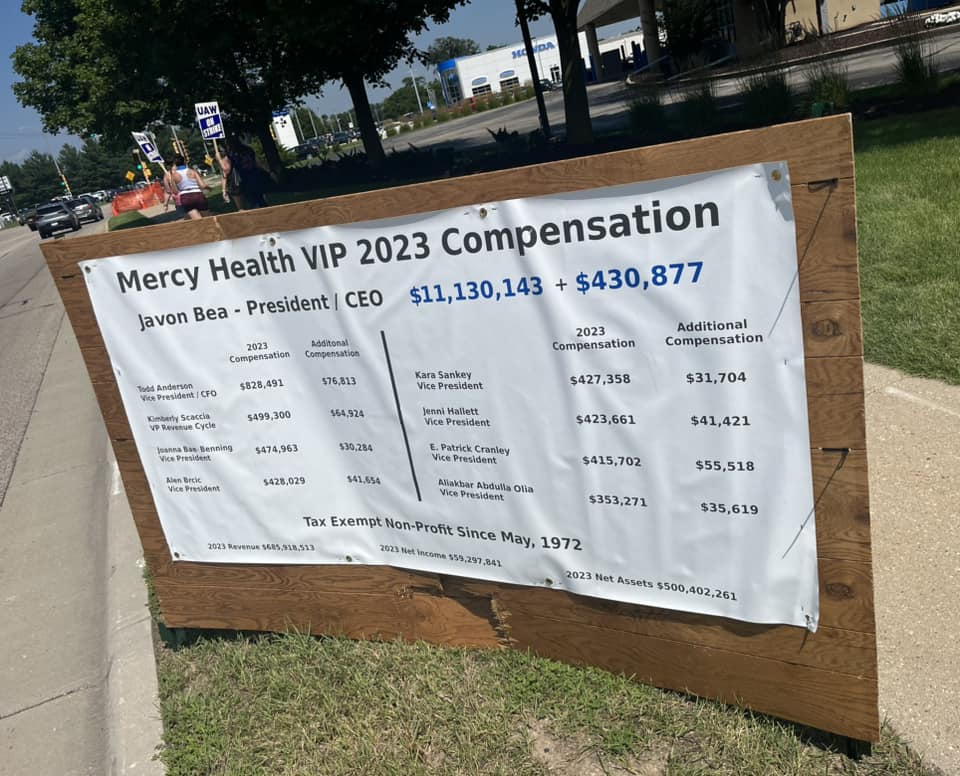 HONDA
UAW
ON
STRIKE
Mercy Health VIP 2023 Compensation
Javon Bea - President / CEO $11,130,143 + $430,877
2023 Compensation Additonal Compensation
Todd Anderson $828,491 $76,813
Vice President / CFO
Kimberly Scaccia $499,300 $64,924
VP Revenue Cycle
Joanna Bae Benning $474,963 $30,284
Vice President
Alen Brcic $428,029 $41,654
Vice President
2023 Compensation Additional Compensation
Kara Sankey $427,358 $31,704
Vice President
Jenni Hallett $423,661 $41,421
Vice President
E. Patrick Cranley $415,702 $55,518
Vice President
Aliakbar Abdulla Olia $353,271 $35,619
Vice President
Tax Exempt Non-Profit Since May, 1972
2023 Revenue $685,918,513 2023 Net Income $59,297,841 2023 Net Assets $500,402,261